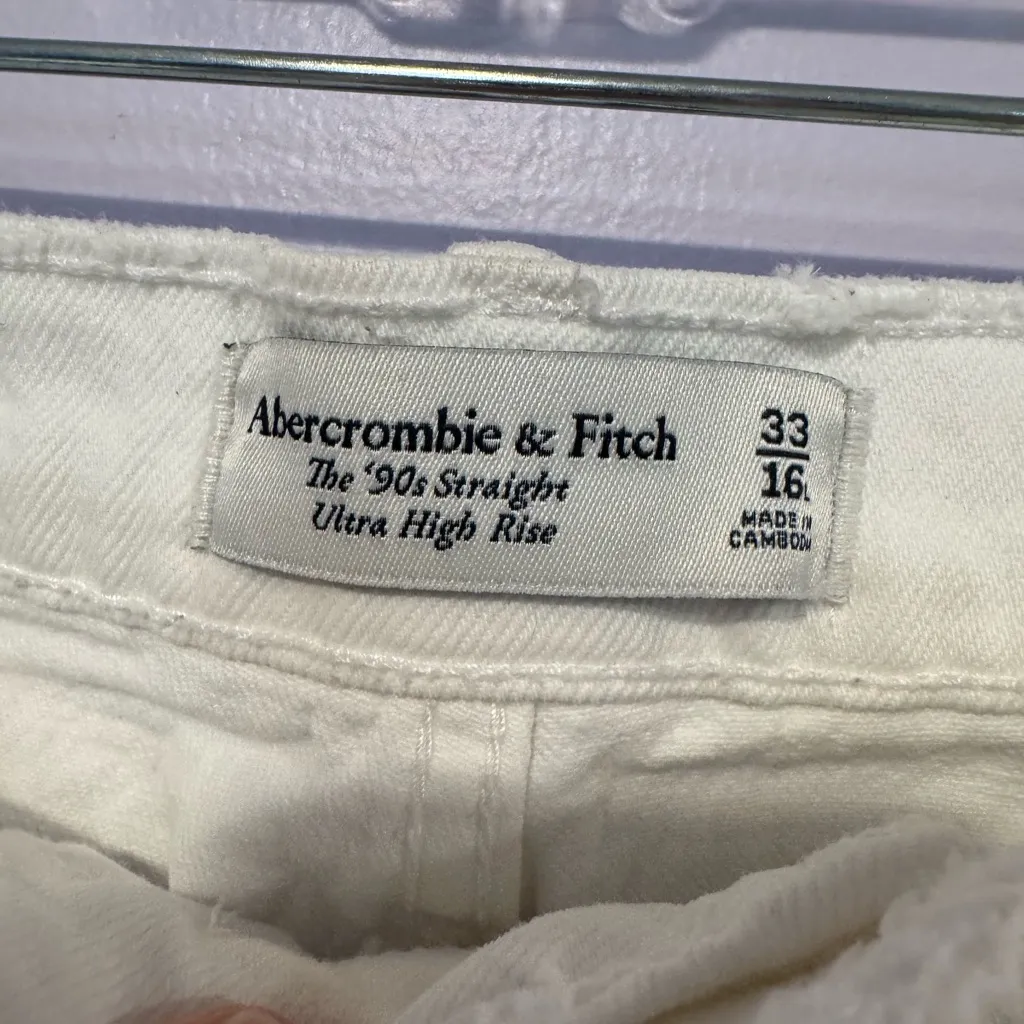 Abercrombie & Fitch
The ‘90s Straight
Ultra High Rise
33
16L
MADE IN
CAMBODIA